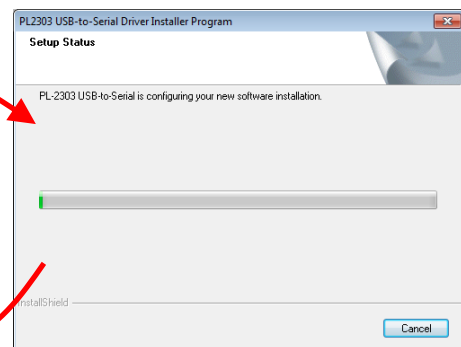 PL2303 USB-to-Serial Driver Installer Program
Setup Status
PL-2303 USB-to-Serial is configuring your new software installation.
InstallShield
Cancel